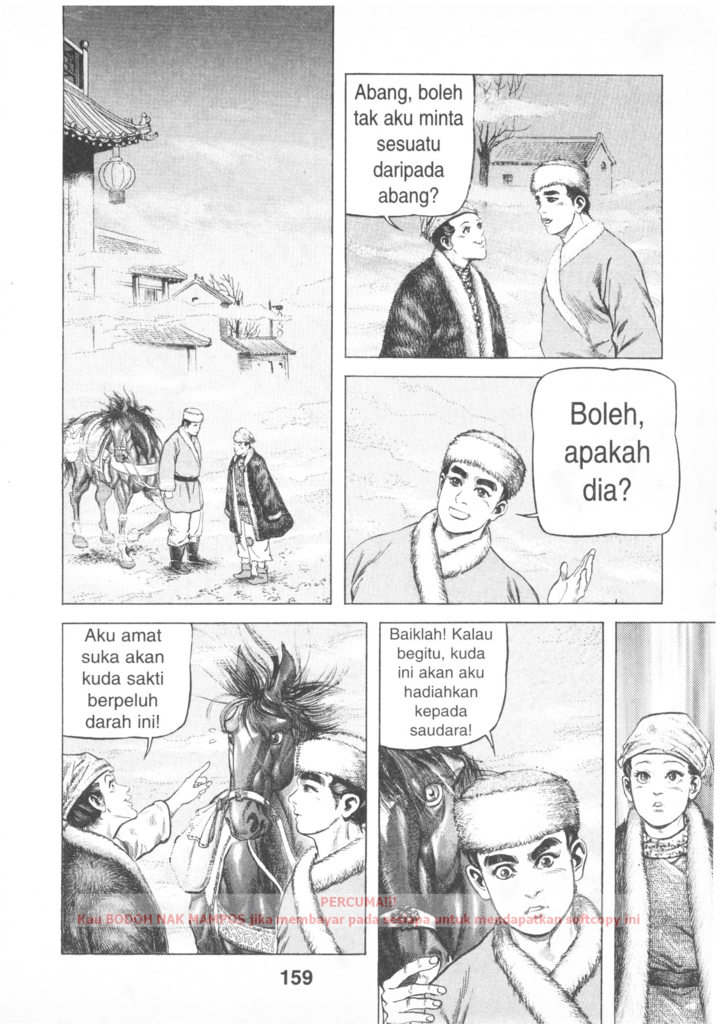 Abang, boleh
tak aku minta
sesuatu
daripada
abang?
Boleh,
apakah
dia?
Aku amat
suka akan
kuda sakti
berpeluh
darah ini!
Baiklah! Kalau
begitu, kuda
ini akan aku
hadiahkan
kepada
saudara!
PERCUMA!!!
Kau BODOH NAK MAMPOS jika membayar pada sesiapa untuk mendapatkan softcopy ini
159